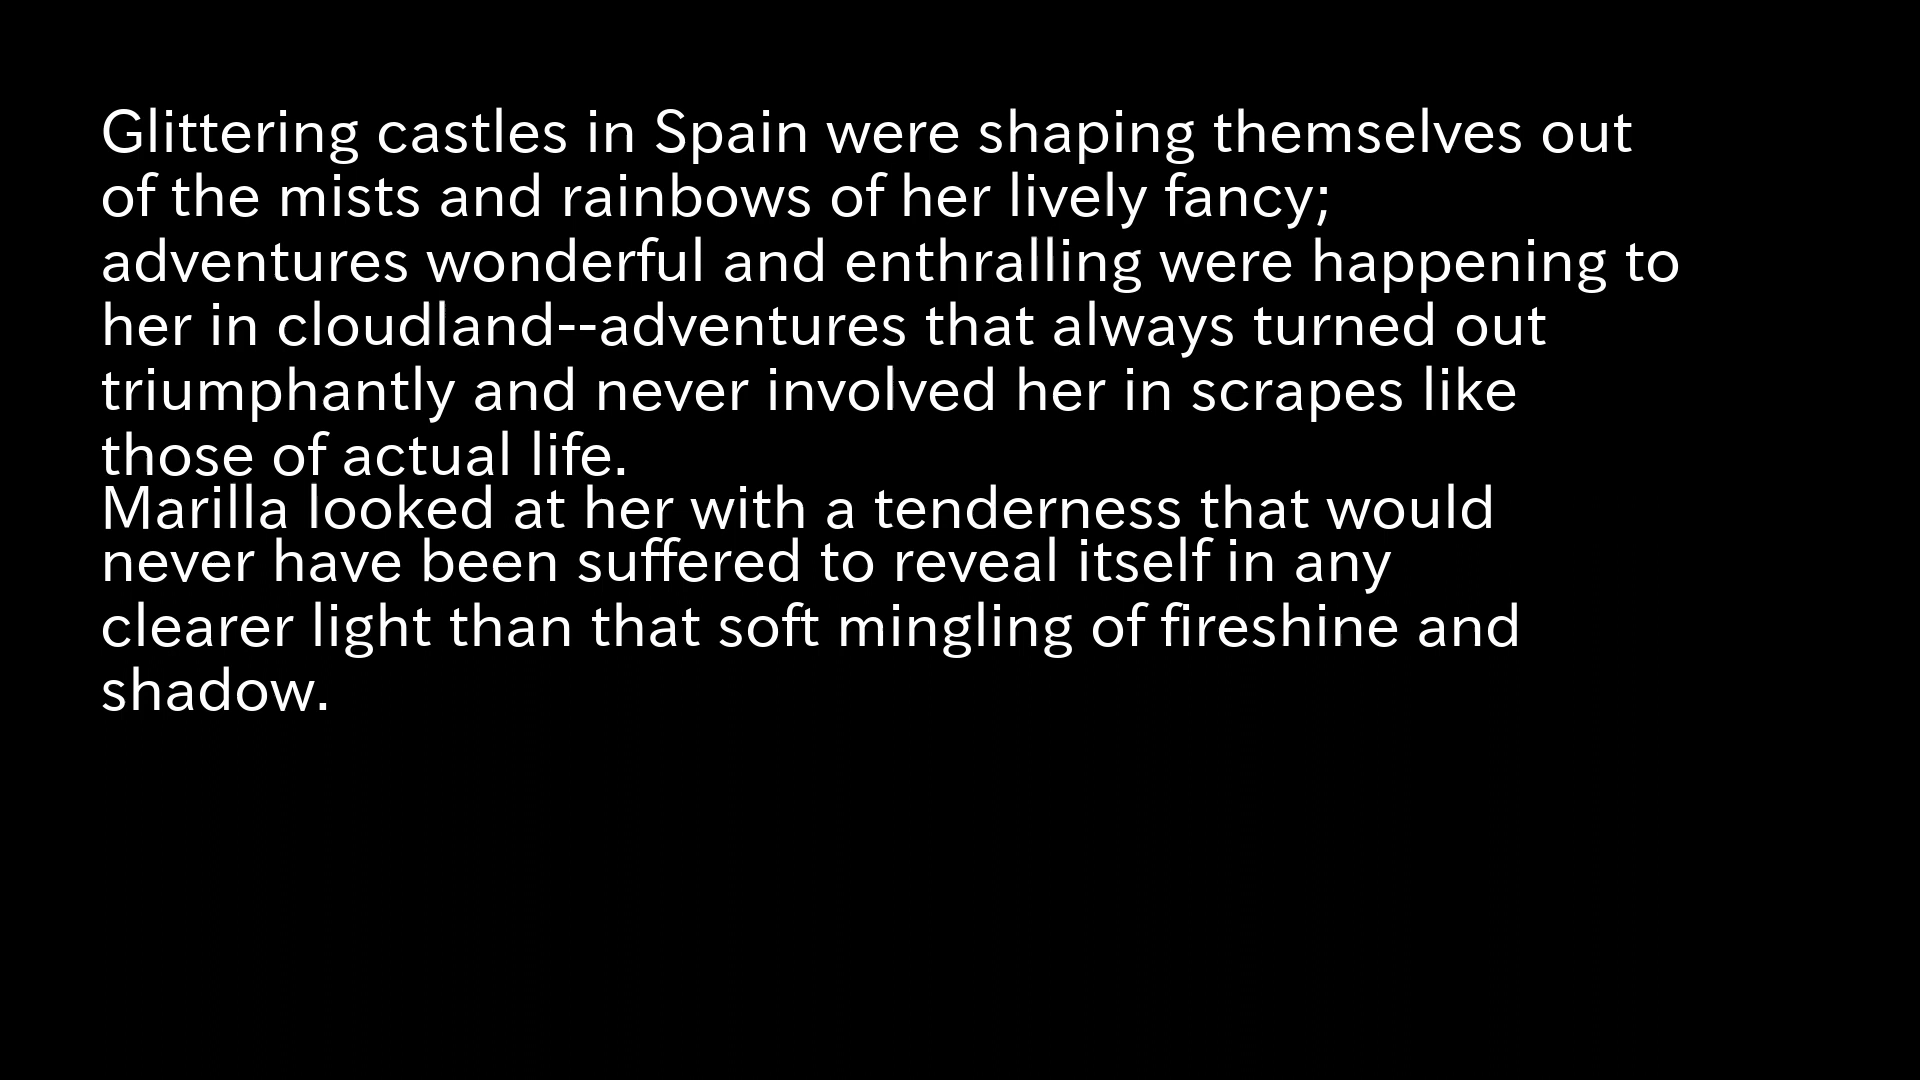 Glittering castles in Spain were shaping themselves out
of the mists and rainbows of her lively fancy;
adventures wonderful and enthralling were happening to
her in cloudland--adventures that always turned out
triumphantly and never involved her in scrapes like
those of actual life.
Marilla looked at her with a tenderness that would
never have been suffered to reveal itself in any
clearer light than that soft mingling of fireshine and
shadow.